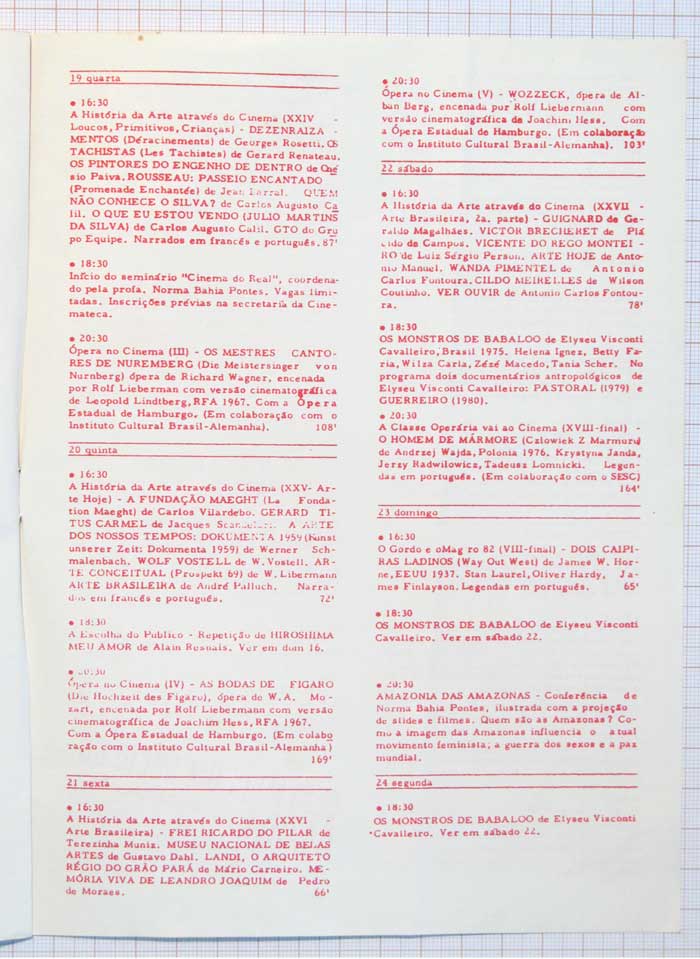 19 quarta
• 16:30
A História da Arte através do Cinema (XXIV -
Loucos, Primitivos, Crianças) - DEZENRAIZA -
MENTOS (Déracinements) de Georges Rosetti. OS
TACHISTAS (Les Tachistes) de Gerard Renateau.
OS PINTORES DO ENGENHO DE DENTRO de Oné
sio Paiva. ROUSSEAU: PASSEIO ENCANTADO
(Promenade Enchantée) de Jean Larral. QUEM
NÃO CONHECE O SILVA? de Carlos Augusto Ca
lil. O QUE EU ESTOU VENDO (JULIO MARTINS
DA SILVA) de Carlos Augusto Calil. GTO do Gru
po Equipe. Narrados em francês e português. 87'
• 18:30
Início do seminário "Cinema do Real", coordena-
do pela profa. Norma Bahia Pontes. Vagas limi-
tadas. Inscrições prévias na secretaria da Cine-
mateca.
• 20:30
Ópera no Cinema (III) - OS MESTRES CANTO-
RES DE NUREMBERG (Die Meistersinger von
Nurnberg) ópera de Richard Wagner, encenada
por Rolf Lieberman com versão cinematográfica
de Leopold Lindtberg, RFA 1967. Com a Ópera
Estadual de Hamburgo. (Em colaboração com o
Instituto Cultural Brasil-Alemanha). 108'
20 quinta
• 16:30
A História da Arte através do Cinema (XXV- Ar-
te Hoje) - A FUNDAÇÃO MAEGHT (La Fonda-
tion Maeght) de Carlos Vilardebo. GERARD TI-
TUS CARMEL de Jacques A ARTE
DOS NOSSOS TEMPOS: DOKUMENTA 1959 (Kunst
unserer Zeit: Dokumenta 1959) de Werner Sch-
malenbach. WOLF VOSTELL de W. Vostell. AR-
TE CONCEITUAL (Prospekt 69) de W. Libermann
ARTE BRASILEIRA de André Palluch. Narra-
dos em francês e português. 72'
• 18:30
A Escolha do Publico - Repetição de HIROSHIMA
MEU AMOR de Alain Resnais. Ver em dom 16.
• 20:30
Ópera no Cinema (IV) - AS BODAS DE FIGARO
(Die Hochzeit des Figaro), ópera de W.A. Mo-
zart, encenada por Rolf Liebermann com versão
cinematográfica de Joachim Hess, RFA 1967.
Com a Ópera Estadual de Hamburgo. (Em colabo
ração com o Instituto Cultural Brasil-Alemanha)
169'
21 sexta
• 16:30
A História da Arte através do Cinema (XXVI -
Arte Brasileira) - FREI RICARDO DO PILAR de
Terezinha Muniz. MUSEU NACIONAL DE BELAS
ARTES de Gustavo Dahl. LANDI, O ARQUITETO
RÉGIO DO GRÃO PARÁ de Mário Carneiro. ME-
MÓRIA VIVA DE LEANDRO JOAQUIM de Pedro
de Moraes. 66'
• 20:30
Ópera no Cinema (V) - WOZZECK, ópera de Al-
ban Berg, encenada por Rolf Liebermann com
versão cinematográfica de Joachim Hess. Com
a Ópera Estadual de Hamburgo. (Em colaboração
com o Instituto Cultural Brasil-Alemanha). 103'
22 sábado
• 16:30
A História da Arte através do Cinema (XXVII -
Arte Brasileira, 2a. parte) - GUIGNARD de Ge-
raldo Magalhães. VICTOR BRECHERET de Plá
cido de Campos. VICENTE DO REGO MONTEI -
RO de Luiz Sérgio Person. ARTE HOJE de Anto-
nio Manuel. WANDA PIMENTEL de Antonio
Carlos Fontoura. CILDO MEIRELLES de Wilson
Coutinho. VER OUVIR de Antonio Carlos Fontou-
ra. 78'
• 18:30
OS MONSTROS DE BABALOO de Elyseu Visconti
Cavalleiro, Brasil 1975. Helena Ignez, Betty Fa-
ria, Wilza Carla, Zézé Macedo, Tania Scher. No
programa dois documentários antropológicos de
Elyseu Visconti Cavalleiro: PASTORAL (1979) e
GUERREIRO (1980).
• 20:30
A Classe Operária vai ao Cinema (XVIII-final) -
O HOMEM DE MÁRMORE (Czlowiek Z Marmuru)
de Andrzej Wajda, Polonia 1976. Krystyna Janda,
Jerzy Radwilowicz, Tadeusz Lomnicki. Legen-
das em português. (Em colaboração com o SESC)
164'
23 domingo
• 16:30
O Gordo e oMag ro 82 (VIII-final) - DOIS CAIPI-
RAS LADINOS (Way Out West) de James W. Hor-
ne, EEUU 1937. Stan Laurel, Oliver Hardy, Ja-
mes Finlayson. Legendas em português. 65'
• 18:30
OS MONSTROS DE BABALOO de Elyseu Visconti
Cavalleiro. Ver em sábado 22.
• 20:30
AMAZONIA DAS AMAZONAS - Conferência de
Norma Bahia Pontes, ilustrada com a projeção
de slides e filmes. Quem são as Amazonas? Co-
mo a imagem das Amazonas influencia o atual
movimento feminista; a guerra dos sexos e a paz
mundial.
24 segunda
• 18:30
OS MONSTROS DE BABALOO de Elyseu Visconti
Cavalleiro. Ver em sábado 22.